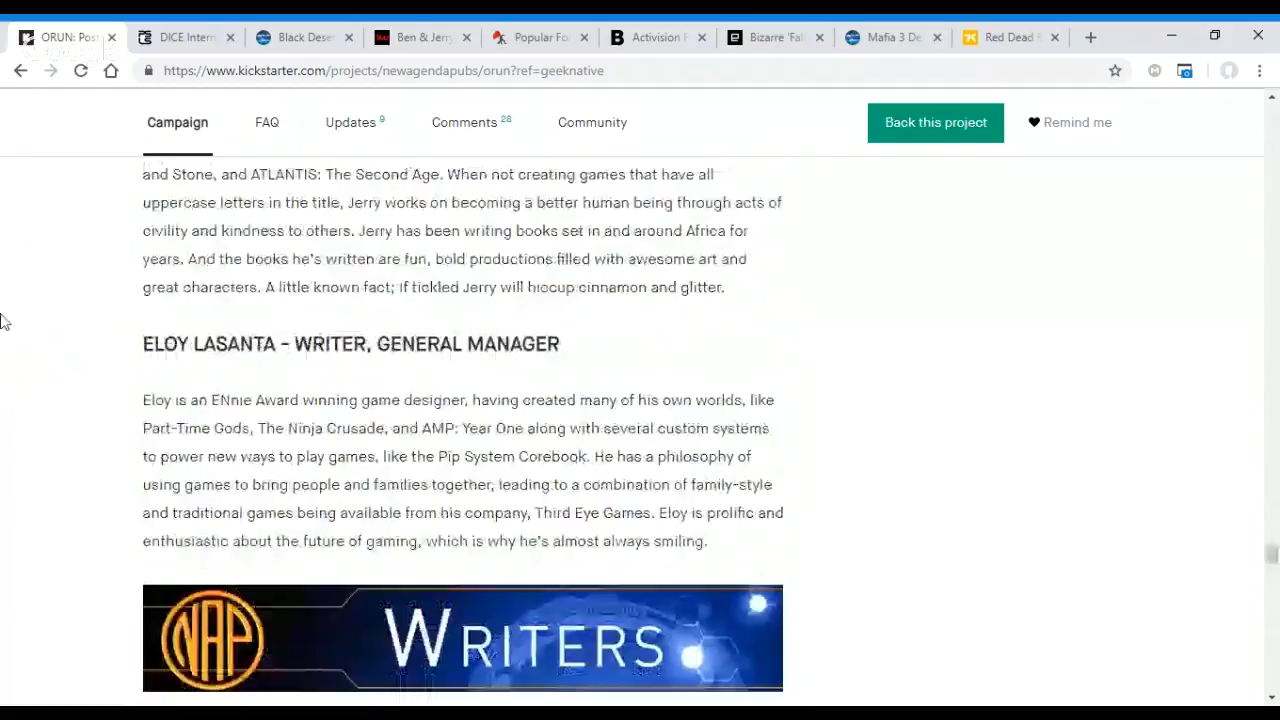 ORUN: Pos
DICE Intern
Black Deser
Ben & Jerry
Popular Fo
Activision F
Bizarre 'Fal
Mafia 3 De
Red Dead R
https://www.kickstarter.com/projects/newagendapubs/orun?ref=geeknative
Campaign
FAQ
Updates 9
Comments 28
Community
Back this project
Remind me
and Stone, and ATLANTIS: The Second Age. When not creating games that have all
uppercase letters in the title, Jerry works on becoming a better human being through acts of
civility and kindness to others. Jerry has been writing books set in and around Africa for
years. And the books he's written are fun, bold productions filled with awesome art and
great characters. A little known fact; if tickled Jerry will hiccup cinnamon and glitter.
ELOY LASANTA - WRITER, GENERAL MANAGER
Eloy is an ENnie Award winning game designer, having created many of his own worlds, like
Part-Time Gods, The Ninja Crusade, and AMP: Year One along with several custom systems
to power new ways to play games, like the Pip System Corebook. He has a philosophy of
using games to bring people and families together, leading to a combination of family-style
and traditional games being available from his company, Third Eye Games. Eloy is prolific and
enthusiastic about the future of gaming, which is why he's almost always smiling.
NAP
WRITERS